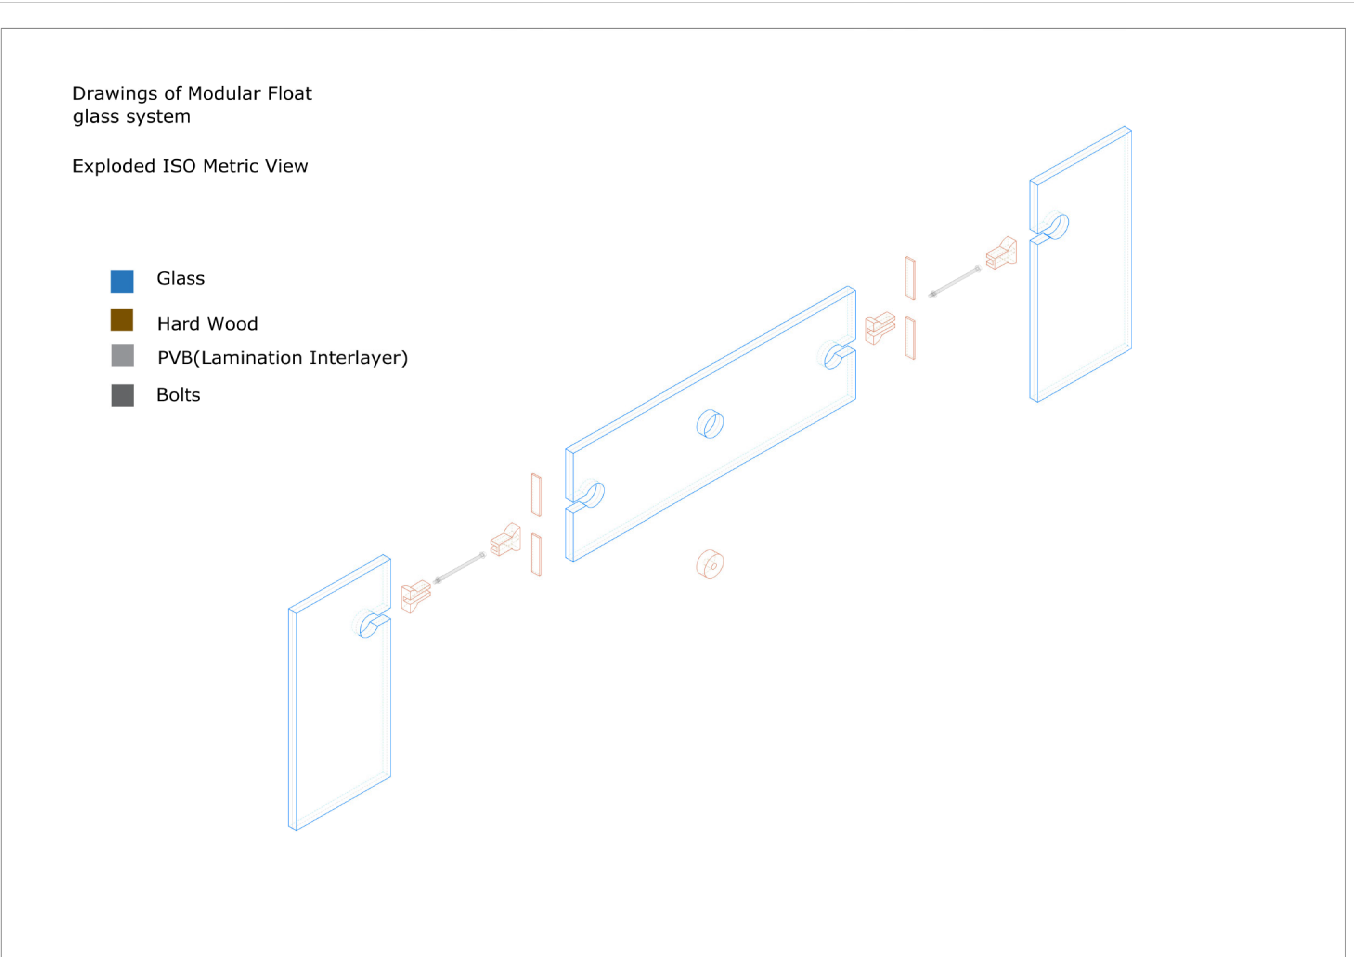 Drawings of Modular Float
glass system
Exploded ISO Metric View
Glass
Hard Wood
PVB(Lamination Interlayer)
Bolts